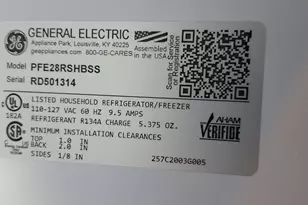 GENERAL ELECTRIC
Appliance Park, Louisville, KY 40225
geappliances.com 800-GE-CARES
Assembled
in the USA
Model PFE28RSHBSS
Serial RD501314
LISTED HOUSEHOLD REFRIGERATOR/FREEZER
110-127 VAC 60 HZ 9.5 AMPS
182A
REFRIGERANT R134A CHARGE 5.375 OZ.
MINIMUM INSTALLATION CLEARANCES
TOP 1.0 IN
BACK 2.0 IN
SIDES 1/8 IN
257C2003G005
AHAM
VERIFIDE